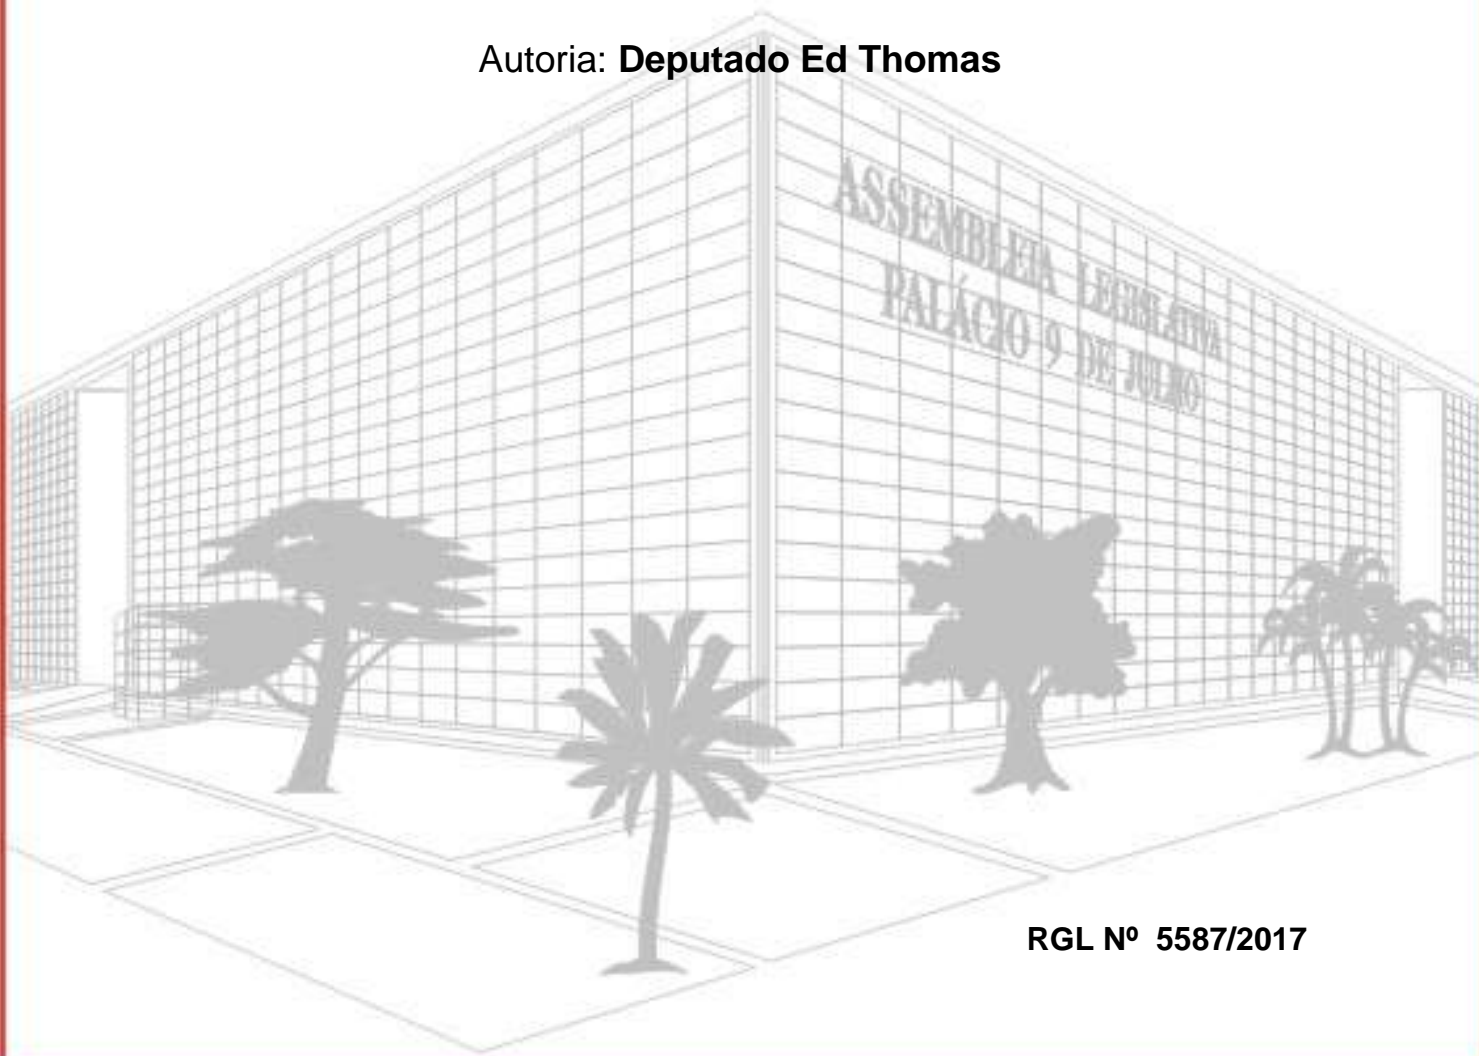 Autoria: Deputado Ed Thomas
ASSEMBLEIA LEGISLATIVA
PALÁCIO 9 DE JULHO
RGL Nº 5587/2017